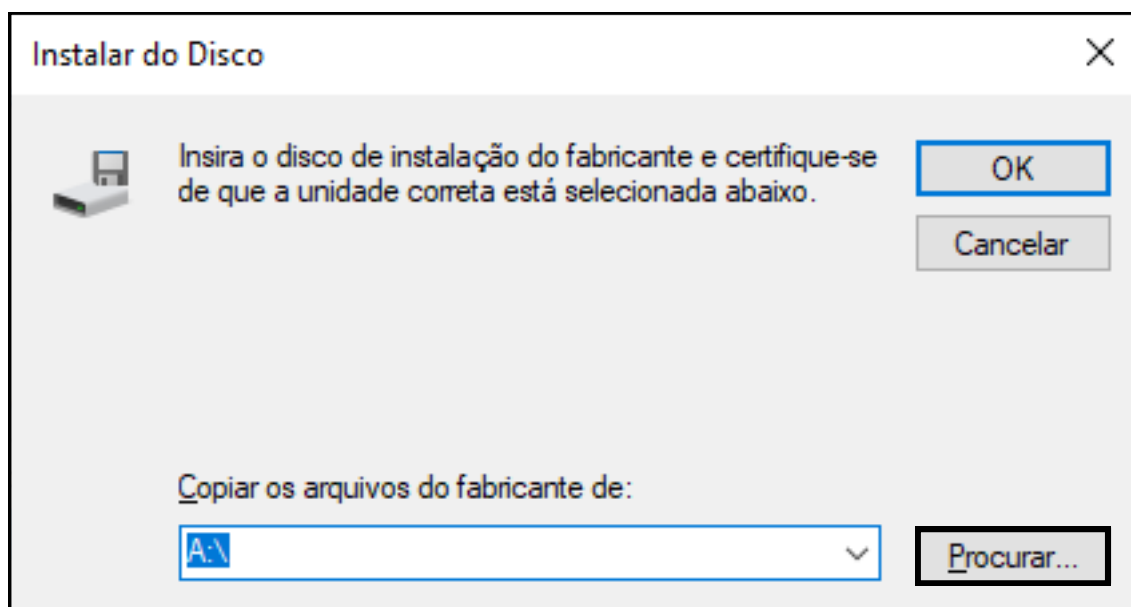 Instalar do Disco
Insira o disco de instalação do fabricante e certifique-se
de que a unidade correta está selecionada abaixo.
OK
Cancelar
Copiar os arquivos do fabricante de:
A:\
Procurar...